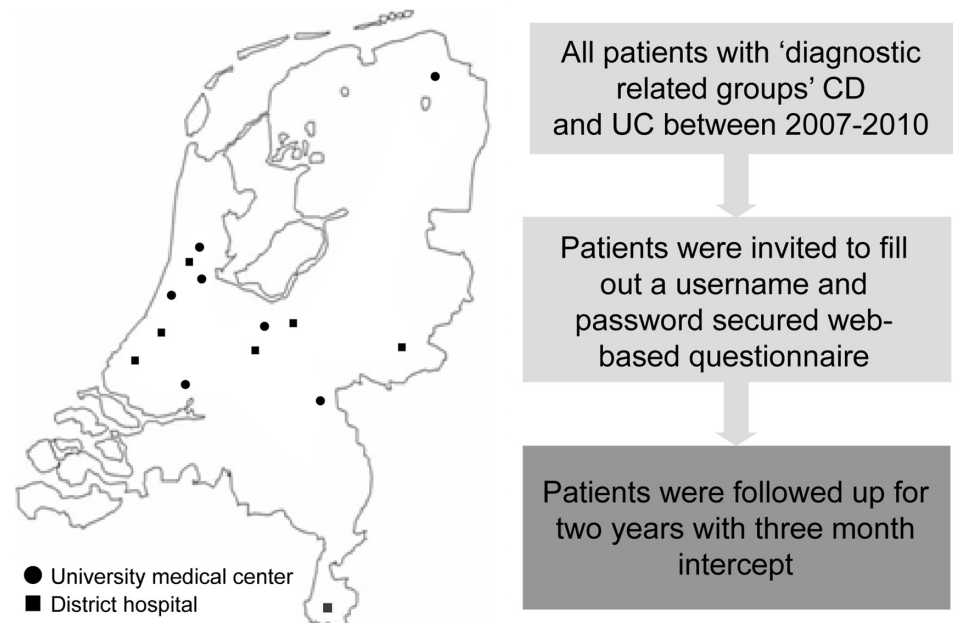 All patients with ‘diagnostic
related groups’ CD
and UC between 2007-2010
Patients were invited to fill
out a username and
password secured web-
based questionnaire
Patients were followed up for
two years with three month
intercept
University medical center
District hospital